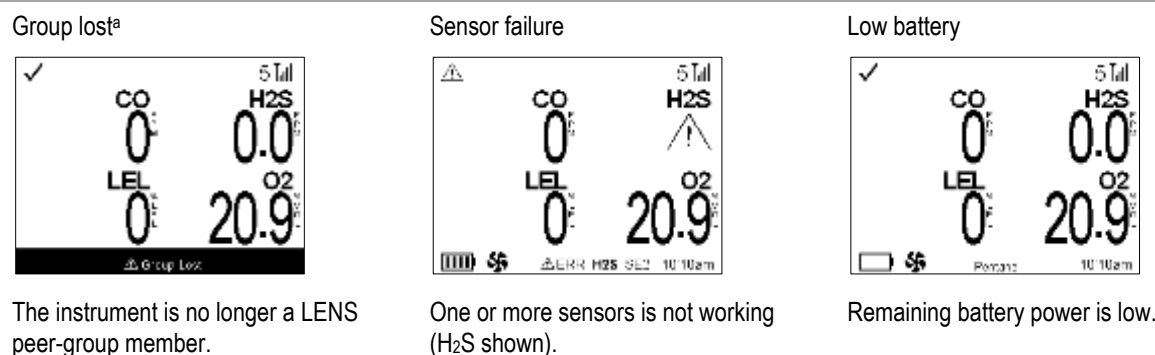 Group lostᵃ
Sensor failure
Low battery
5
CO H2S
0 0.0
LEL O2
0 20.9
Group Lost
5
CO H2S
0
LEL O2
0 20.9
ERR H2S SE2 10:10am
5
CO H2S
0 0.0
LEL O2
0 20.9
Pentane 10:10am
The instrument is no longer a LENS
peer-group member.
One or more sensors is not working
(H₂S shown).
Remaining battery power is low.